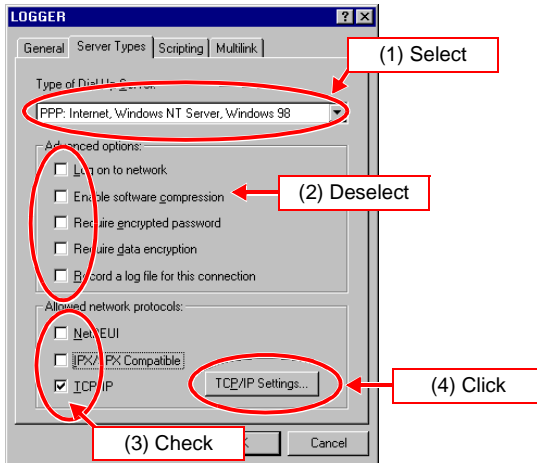 LOGGER
General Server Types Scripting Multilink
(1) Select
Type of Dial-Up Server:
PPP: Internet, Windows NT Server, Windows 98
Advanced options:
Log on to network
Enable software compression
(2) Deselect
Require encrypted password
Require data encryption
Record a log file for this connection
Allowed network protocols:
NetBEUI
IPX/SPX Compatible
TCP/IP
TCP/IP Settings...
(4) Click
(3) Check
Cancel